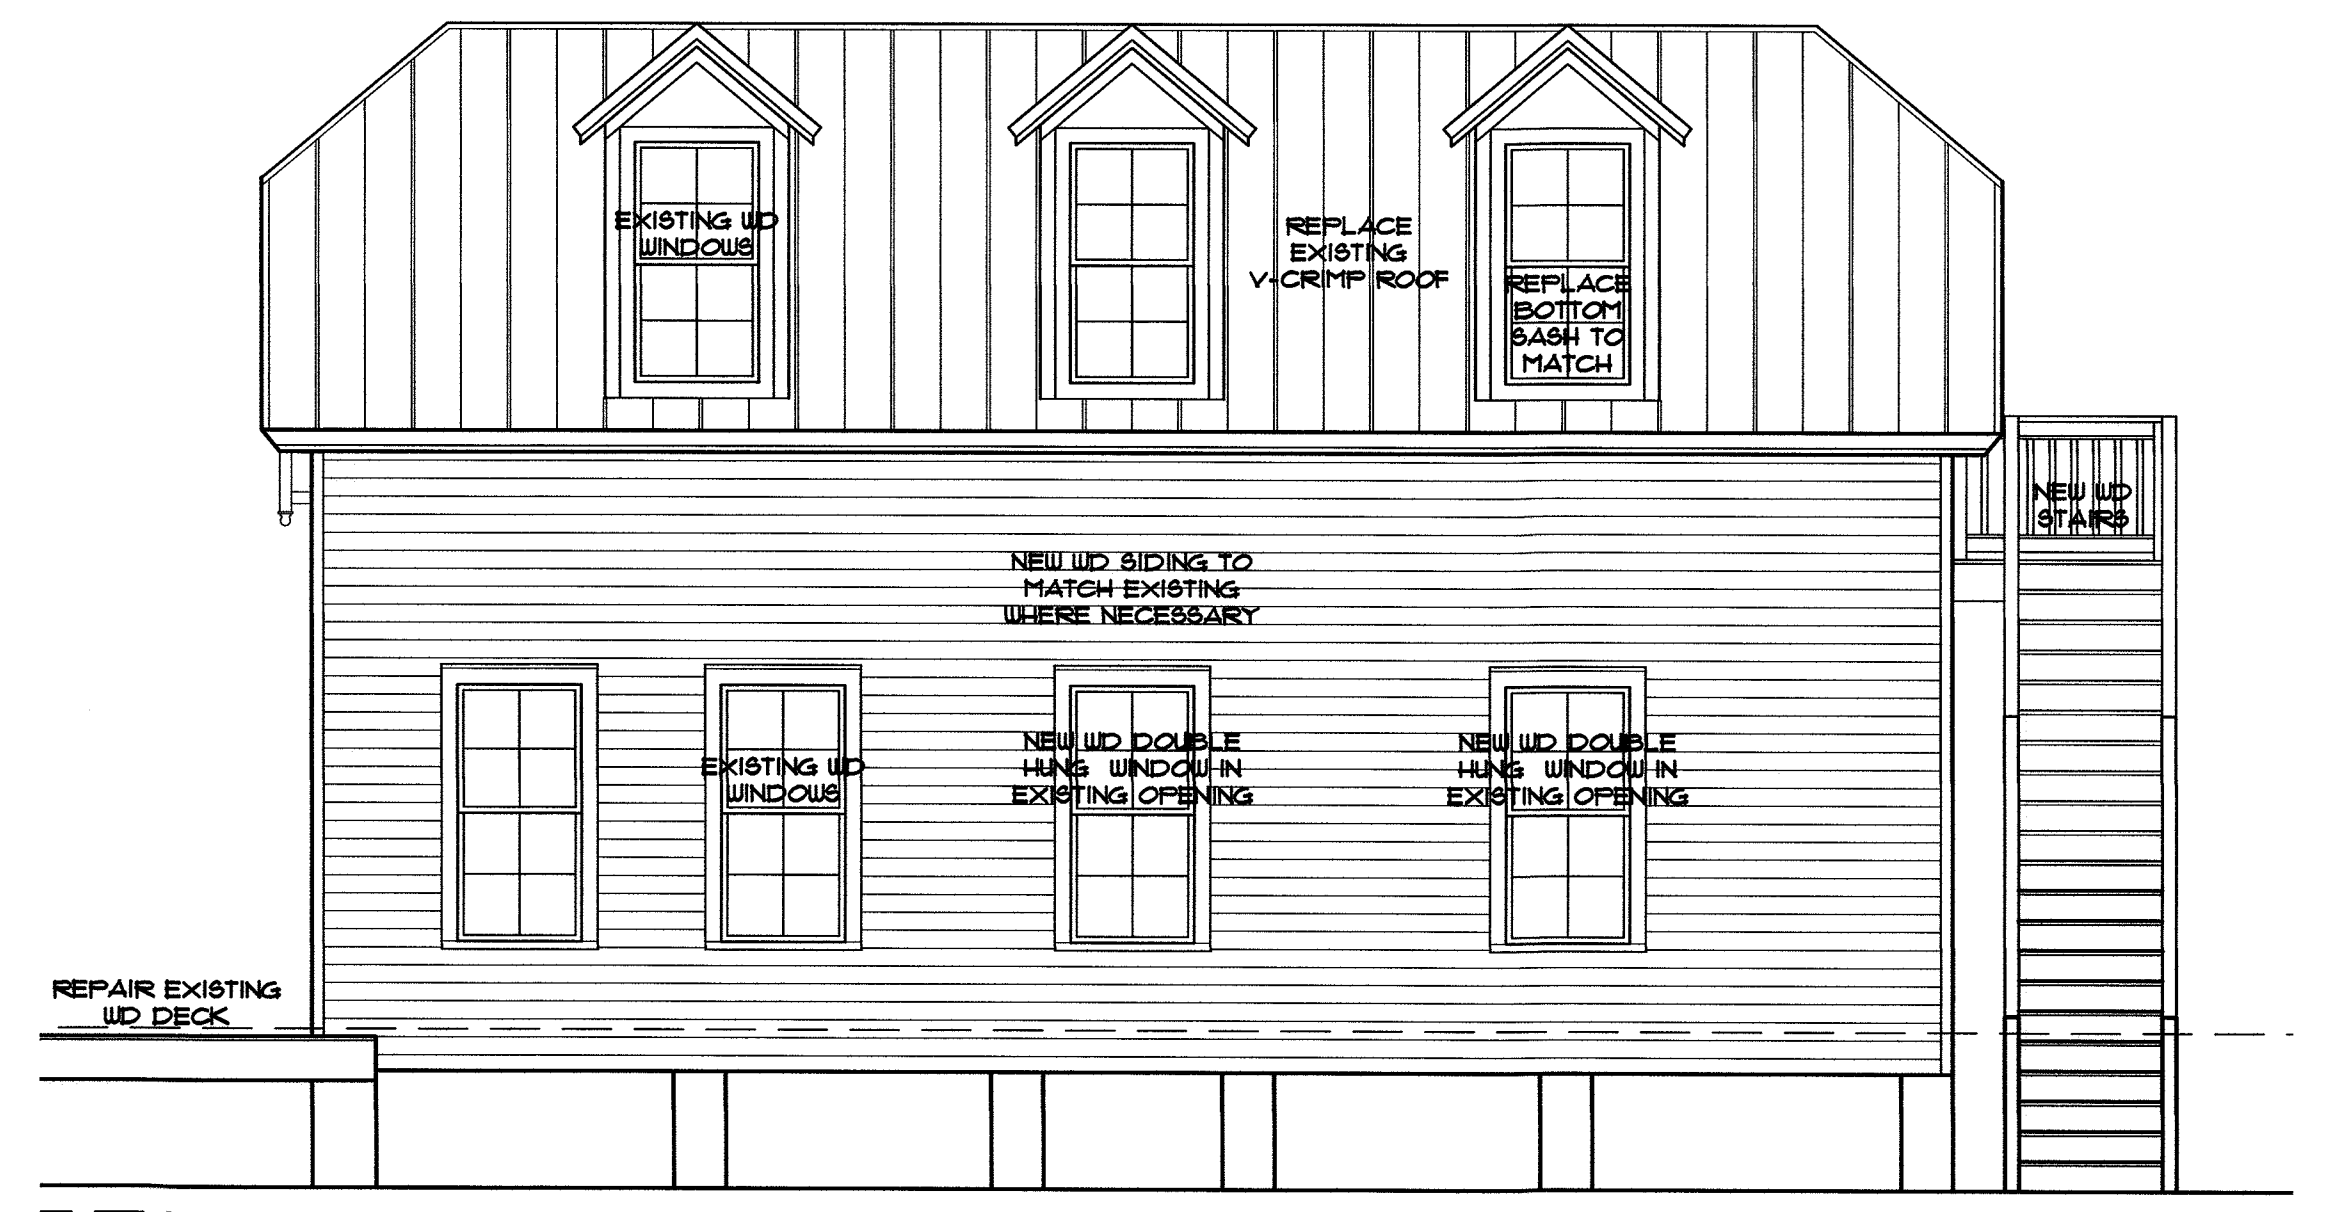 EXISTING WD
WINDOWS
REPLACE
EXISTING
V-CRIMP ROOF
REPLACE
BOTTOM
SASH TO
MATCH
NEW WD
STAIRS
NEW WD SIDING TO
MATCH EXISTING
WHERE NECESSARY
EXISTING WD
WINDOWS
NEW WD DOUBLE
HUNG WINDOW IN
EXISTING OPENING
NEW WD DOUBLE
HUNG WINDOW IN
EXISTING OPENING
REPAIR EXISTING
WD DECK